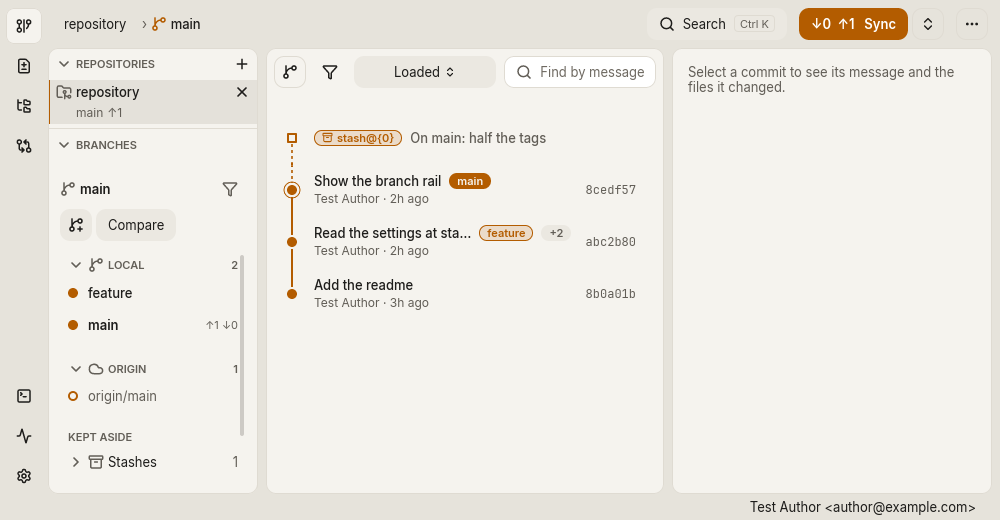 repository
main
Search
Ctrl K
↓0 ↑1 Sync
REPOSITORIES
repository
main ↑1
BRANCHES
main
Compare
LOCAL
2
feature
main
↑1 ↓0
ORIGIN
1
origin/main
KEPT ASIDE
Stashes
1
Loaded
Find by message
stash@{0}
On main: half the tags
Show the branch rail
main
Test Author · 2h ago
8cedf57
Read the settings at sta…
feature
+2
Test Author · 2h ago
abc2b80
Add the readme
Test Author · 3h ago
8b0a01b
Select a commit to see its message and the
files it changed.
Test Author <author@example.com>